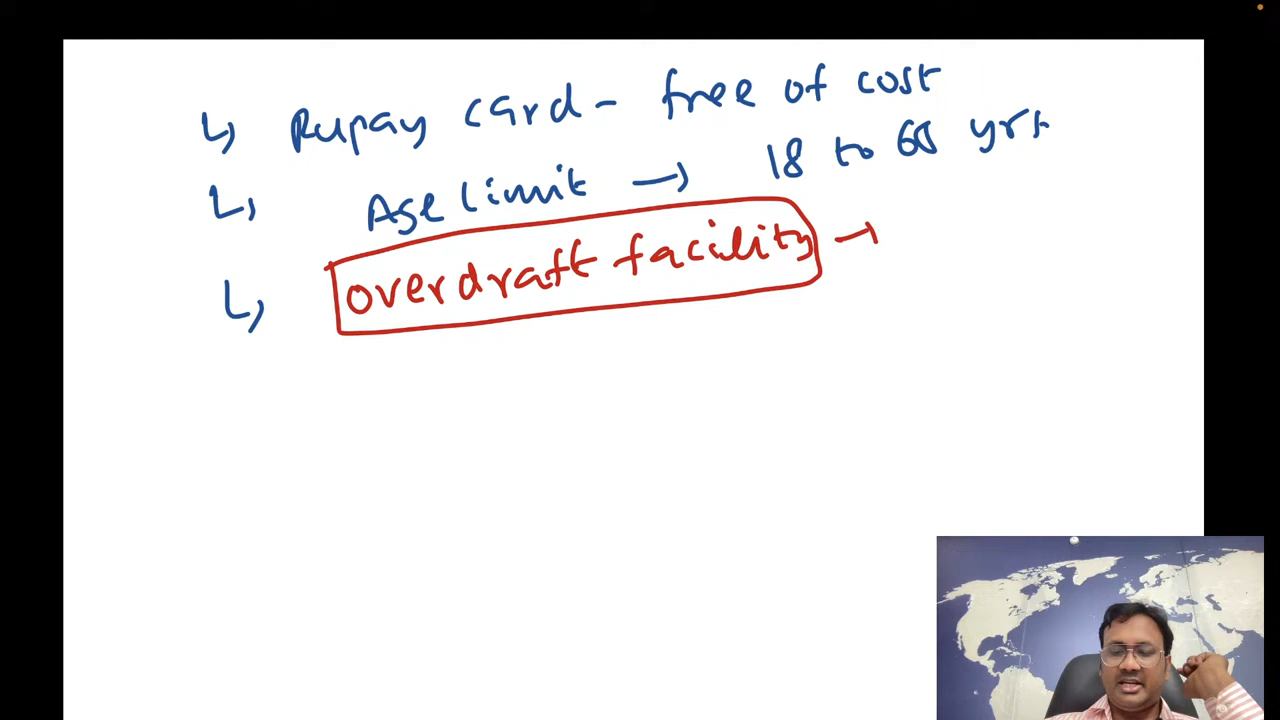 ↳ Rupay card - free of cost
↳ Age limit → 18 to 65 yrs
↳ overdraft facility →